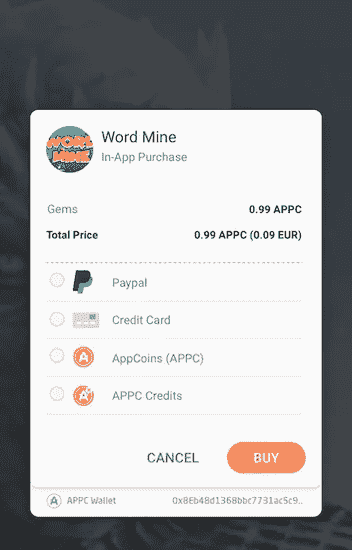 WORD
MINE
Word Mine
In-App Purchase
Gems 0.99 APPC
Total Price 0.99 APPC (0.09 EUR)
Paypal
Credit Card
AppCoins (APPC)
APPC Credits
CANCEL BUY
APPC Wallet 0x8Eb48d1368bbc7731ac5c9..